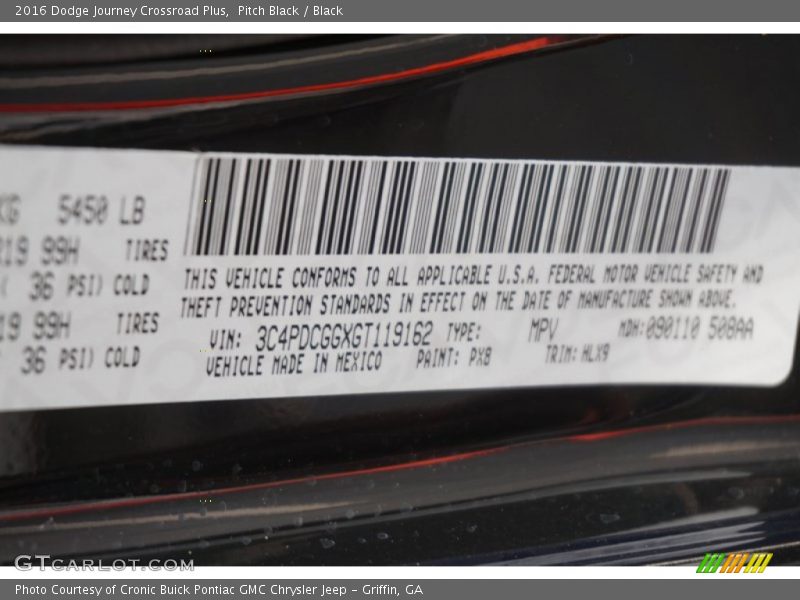 2016 Dodge Journey Crossroad Plus,  Pitch Black / Black
KG 5450 LB
R19 99H TIRES
36 PSI) COLD
19 99H TIRES
36 PSI) COLD
THIS VEHICLE CONFORMS TO ALL APPLICABLE U.S.A. FEDERAL MOTOR VEHICLE SAFETY AND
THEFT PREVENTION STANDARDS IN EFFECT ON THE DATE OF MANUFACTURE SHOWN ABOVE.
VIN: 3C4PDCGGXGT119162 TYPE: MPV MDH:090110 508AA
VEHICLE MADE IN MEXICO PAINT: PX8 TRIM: HLX9
GTCARLOT.COM
Photo Courtesy of Cronic Buick Pontiac GMC Chrysler Jeep - Griffin, GA